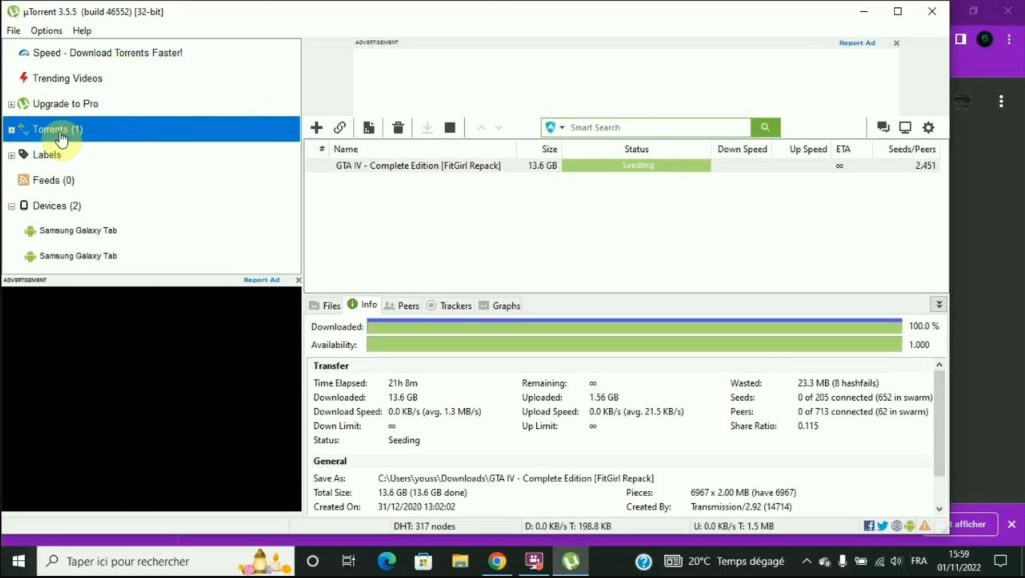 µTorrent 3.5.5 (build 46552) [32-bit]
File Options Help
Speed - Download Torrents Faster!
Trending Videos
Upgrade to Pro
Torrents (1)
Labels
Feeds (0)
Devices (2)
Samsung Galaxy Tab
Samsung Galaxy Tab
ADVERTISEMENT Report Ad
ADVERTISEMENT Report Ad
Smart Search
# Name Size Status Down Speed Up Speed ETA Seeds/Peers
GTA IV - Complete Edition [FitGirl Repack] 13.6 GB Seeding ∞ 2.451
Files Info Peers Trackers Graphs
Downloaded: 100.0 %
Availability: 1.000
Transfer
Time Elapsed: 21h 8m Remaining: ∞ Wasted: 23.3 MB (8 hashfails)
Downloaded: 13.6 GB Uploaded: 1.56 GB Seeds: 0 of 205 connected (652 in swarm)
Download Speed: 0.0 KB/s (avg. 1.3 MB/s) Upload Speed: 0.0 KB/s (avg. 21.5 KB/s) Peers: 0 of 713 connected (62 in swarm)
Down Limit: ∞ Up Limit: ∞ Share Ratio: 0.115
Status: Seeding
General
Save As: C:\Users\youss\Downloads\GTA IV - Complete Edition [FitGirl Repack]
Total Size: 13.6 GB (13.6 GB done) Pieces: 6967 x 2.00 MB (have 6967)
Created On: 31/12/2020 13:02:02 Created By: Transmission/2.92 (14714)
DHT: 317 nodes D: 0.0 KB/s T: 198.8 KB U: 0.0 KB/s T: 1.5 MB
t afficher
Taper ici pour rechercher
20°C Temps dégagé
FRA
15:59
01/11/2022